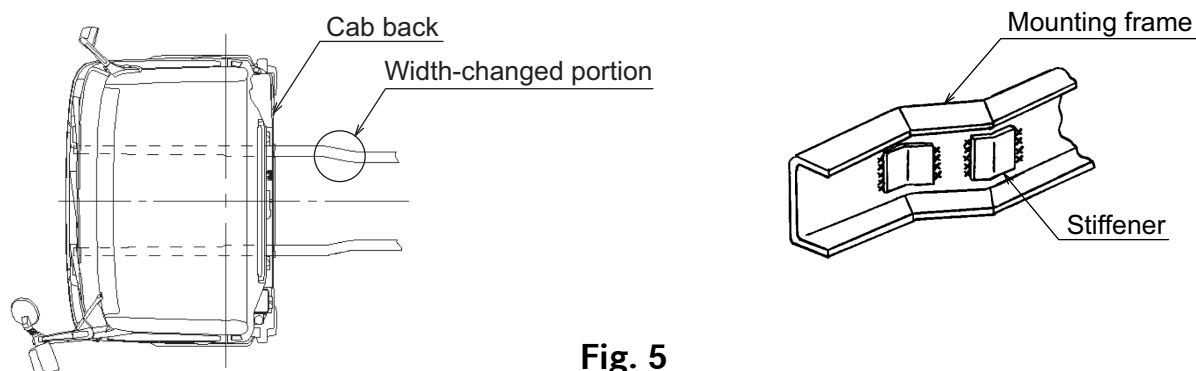 Cab back
Width-changed portion
Mounting frame
Stiffener
Fig. 5